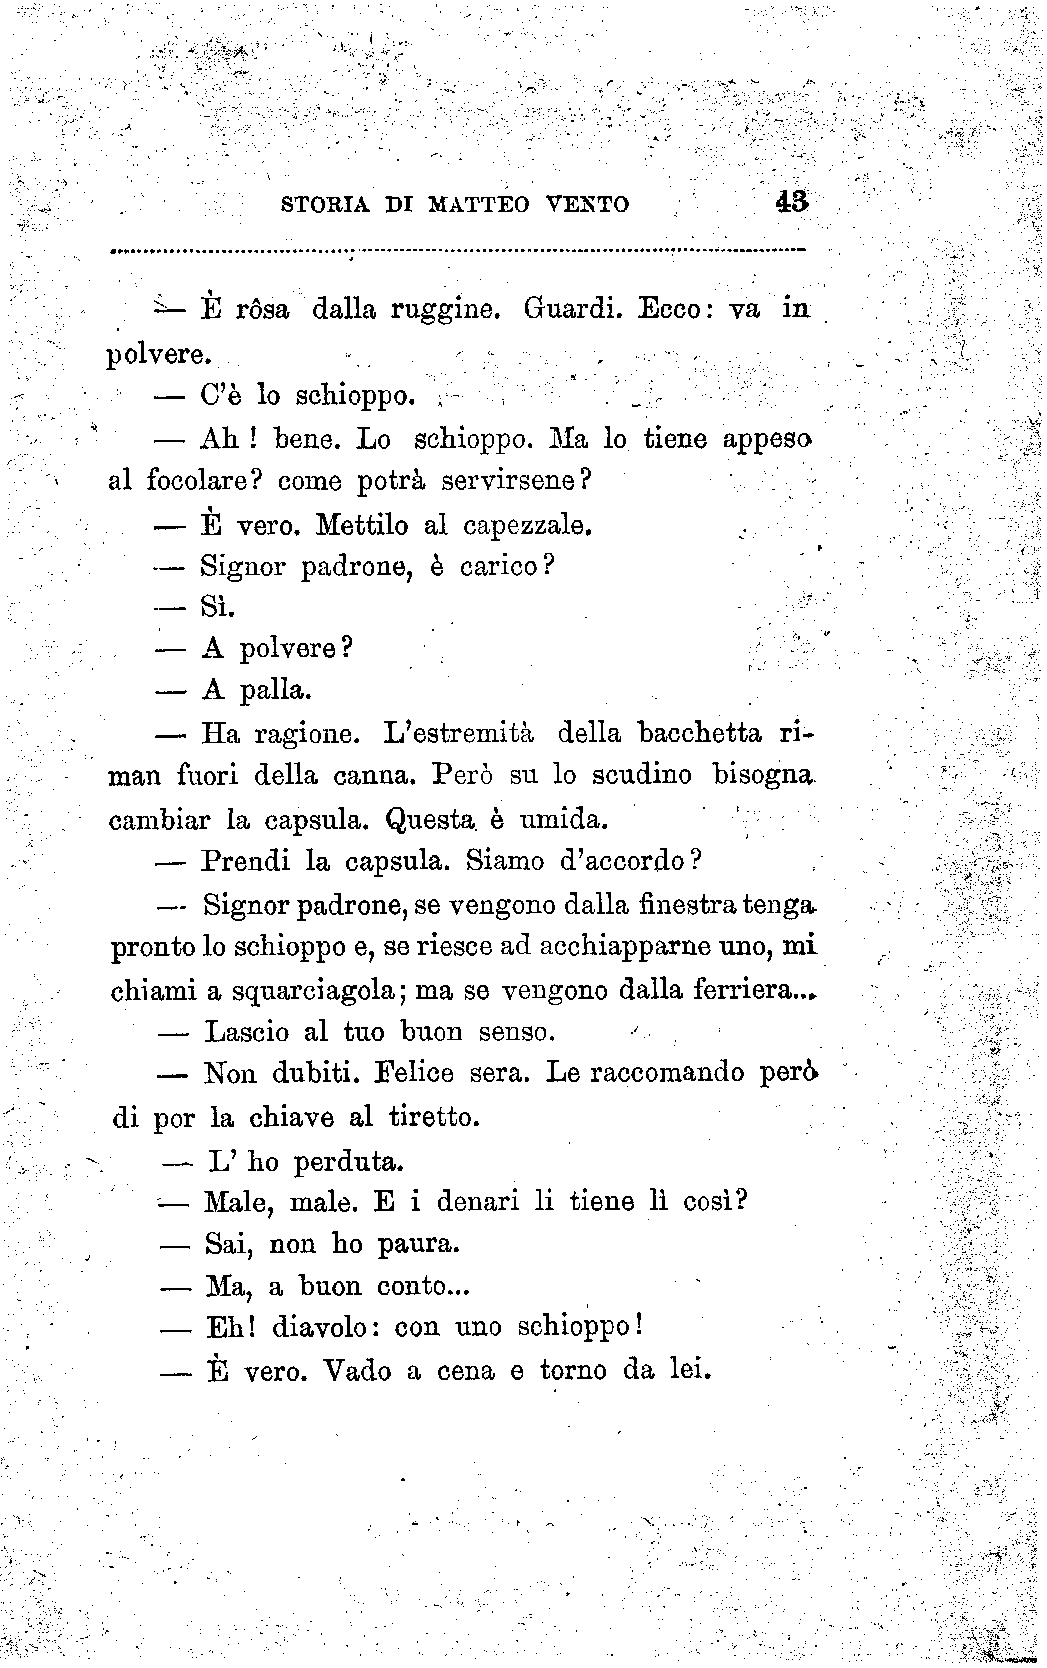 STORIA DI MATTEO VENTO 43
— È rôsa dalla ruggine. Guardi. Ecco: va in
polvere.
— C'è lo schioppo.
— Ah! bene. Lo schioppo. Ma lo tiene appeso
al focolare? come potrà servirsene?
— È vero. Mettilo al capezzale.
— Signor padrone, è carico?
— Sì.
— A polvere?
— A palla.
— Ha ragione. L'estremità della bacchetta ri-
man fuori della canna. Però su lo scudino bisogna
cambiar la capsula. Questa è umida.
— Prendi la capsula. Siamo d'accordo?
— Signor padrone, se vengono dalla finestra tenga
pronto lo schioppo e, se riesce ad acchiapparne uno, mi
chiami a squarciagola; ma se vengono dalla ferriera...
— Lascio al tuo buon senso.
— Non dubiti. Felice sera. Le raccomando però
di por la chiave al tiretto.
— L' ho perduta.
— Male, male. E i denari li tiene lì così?
— Sai, non ho paura.
— Ma, a buon conto...
— Eh! diavolo: con uno schioppo!
— È vero. Vado a cena e torno da lei.